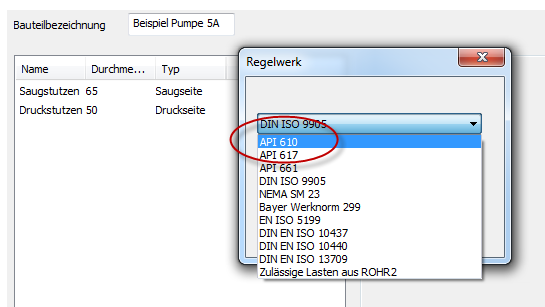 Bauteilbezeichnung Beispiel Pumpe 5A
Name Durchme... Typ
Saugstutzen 65 Saugseite
Druckstutzen 50 Druckseite
Regelwerk
DIN ISO 9905
API 610
API 617
API 661
DIN ISO 9905
NEMA SM 23
Bayer Werknorm 299
EN ISO 5199
DIN EN ISO 10437
DIN EN ISO 10440
DIN EN ISO 13709
Zulässige Lasten aus ROHR2